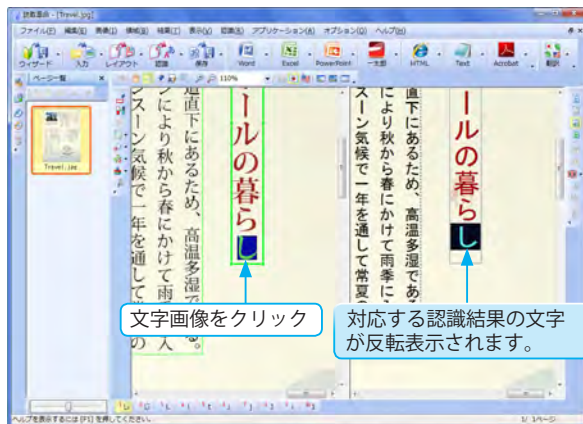 読取革命 - [Travel.jpg]
ファイル(F) 編集(E) 画像(I) 領域(B) 結果(T) 表示(V) 認識(R) アプリケーション(A) オプション(O) ヘルプ(H)
ウィザード 入力 レイアウト 認識 保存 Word Excel PowerPoint 一太郎 HTML Text Acrobat 翻訳
ページ一覧
110%
Travel.jpg
ールの暮らし
道直下にあるため、高温多湿で
により秋から春にかけて雨
スーン気候で一年を通して
ールの暮らし
直下にあるため、高温多湿であ
により秋から春にかけて雨季に
スーン気候で一年を通して常夏
文字画像をクリック
対応する認識結果の文字
が反転表示されます。
ヘルプを表示するには [F1] を押してください。
1/ 1ページ